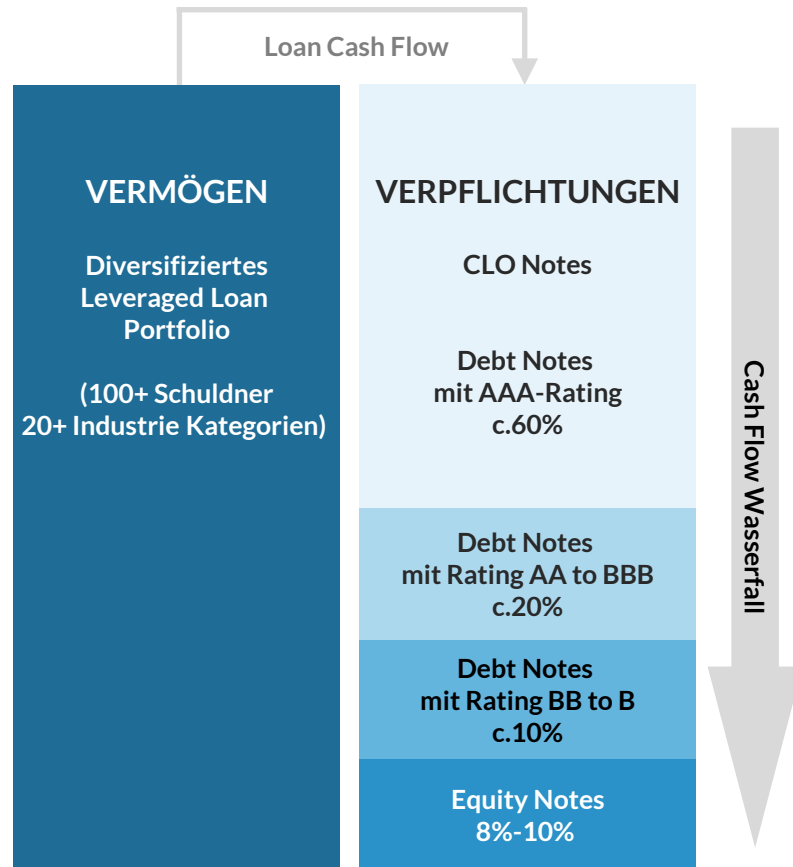 Loan Cash Flow
VERMÖGEN
Diversifiziertes
Leveraged Loan
Portfolio
(100+ Schuldner
20+ Industrie Kategorien)
VERPFLICHTUNGEN
CLO Notes
Debt Notes
mit AAA-Rating
c.60%
Debt Notes
mit Rating AA to BBB
c.20%
Debt Notes
mit Rating BB to B
c.10%
Equity Notes
8%-10%
Cash Flow Wasserfall